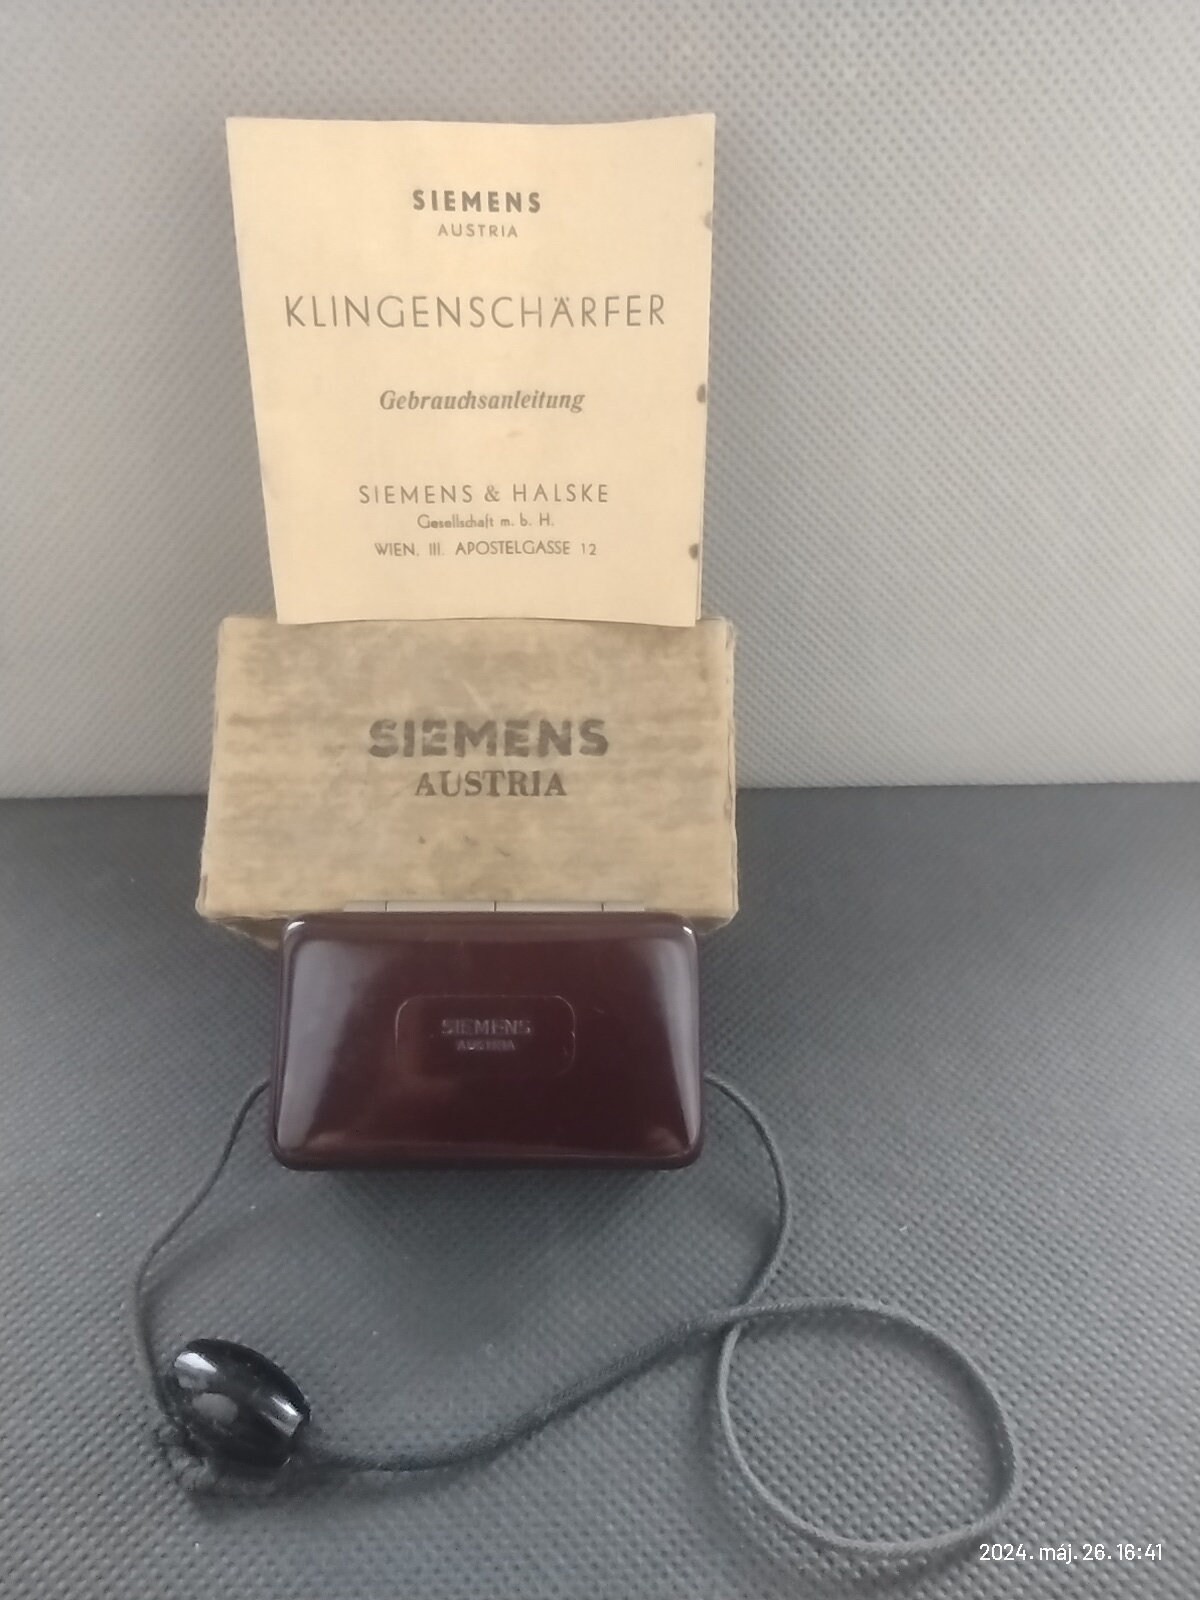 SIEMENS
AUSTRIA
KLINGENSCHÄRFER
Gebrauchsanleitung
SIEMENS & HALSKE
Gesellschaft m. b. H.
WIEN. III. APOSTELGASSE 12
SIEMENS
AUSTRIA
SIEMENS
AUSTRIA
2024. máj. 26. 16:41